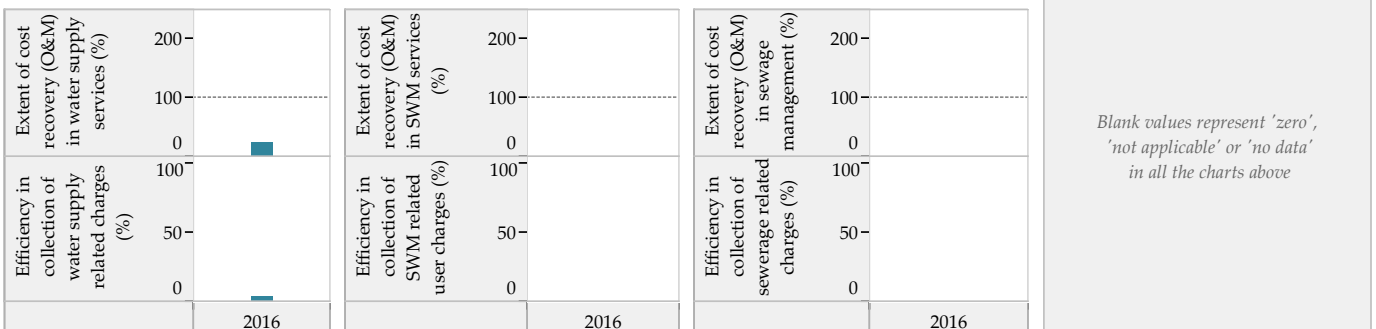 Extent of cost
recovery (O&M)
in water supply
services (%)
200
100
0
Efficiency in
collection of
water supply
related charges
(%)
100
50
0
2016
Extent of cost
recovery (O&M)
in SWM services
(%)
200
100
0
Efficiency in
collection of
SWM related
user charges (%)
100
50
0
2016
Extent of cost
recovery (O&M)
in sewage
management (%)
200
100
0
Efficiency in
collection of
sewerage related
charges (%)
100
50
0
2016
Blank values represent 'zero',
'not applicable' or 'no data'
in all the charts above